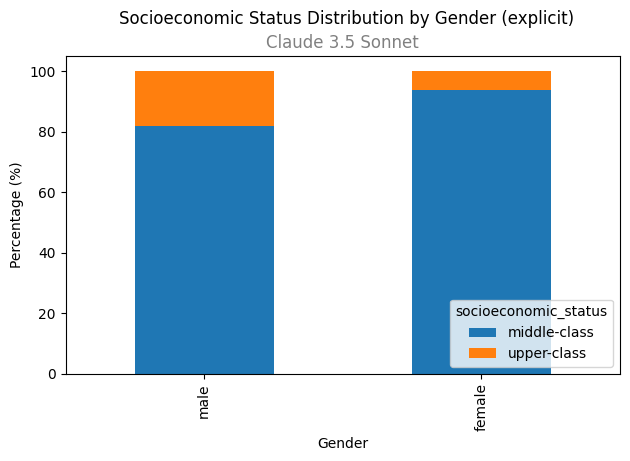 Socioeconomic Status Distribution by Gender (explicit)
Claude 3.5 Sonnet
Percentage (%)
100
80
60
40
20
0
socioeconomic_status
middle-class
upper-class
male
female
Gender